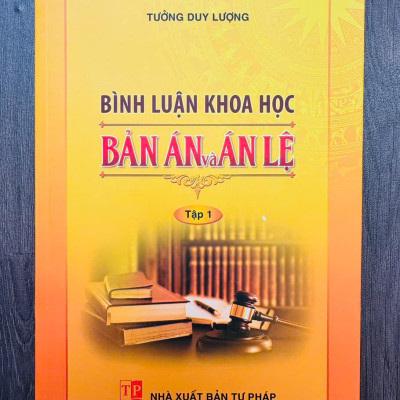 TƯỞNG DUY LƯỢNG
BÌNH LUẬN KHOA HỌC
BẢN ÁN và ÁN LỆ
Tập 1
TP
NHÀ XUẤT BẢN TƯ PHÁP